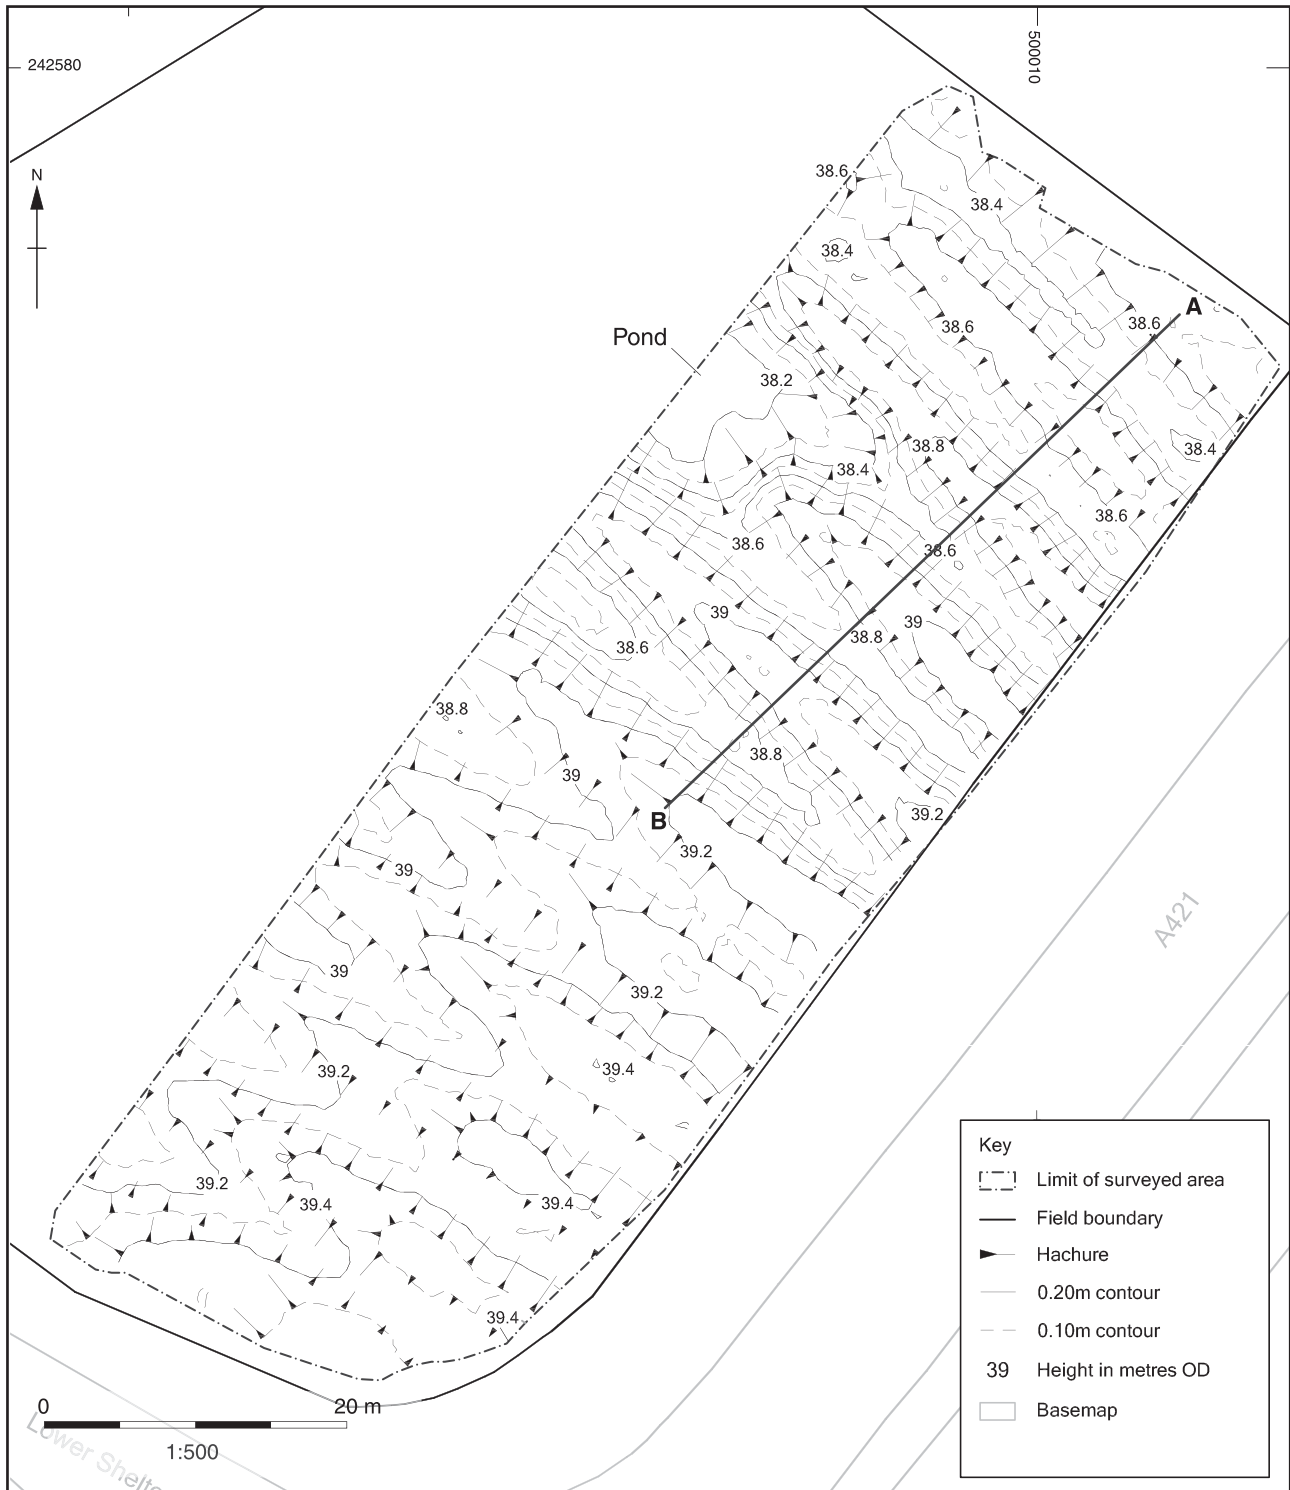 242580
500010
N
38.6
38.4
38.4
A
38.6
38.6
Pond
38.2
38.8
38.4
38.4
38.6
38.6
38.6
39
39
38.8
38.6
38.8
38.8
39
39.2
B
39.2
39
39
39.2
39.4
39.2
39.2
39.4
39.4
39.4
A421
Key
Limit of surveyed area
Field boundary
Hachure
0.20m contour
0.10m contour
39 Height in metres OD
Basemap
0 20 m
1:500
Lower Shelto